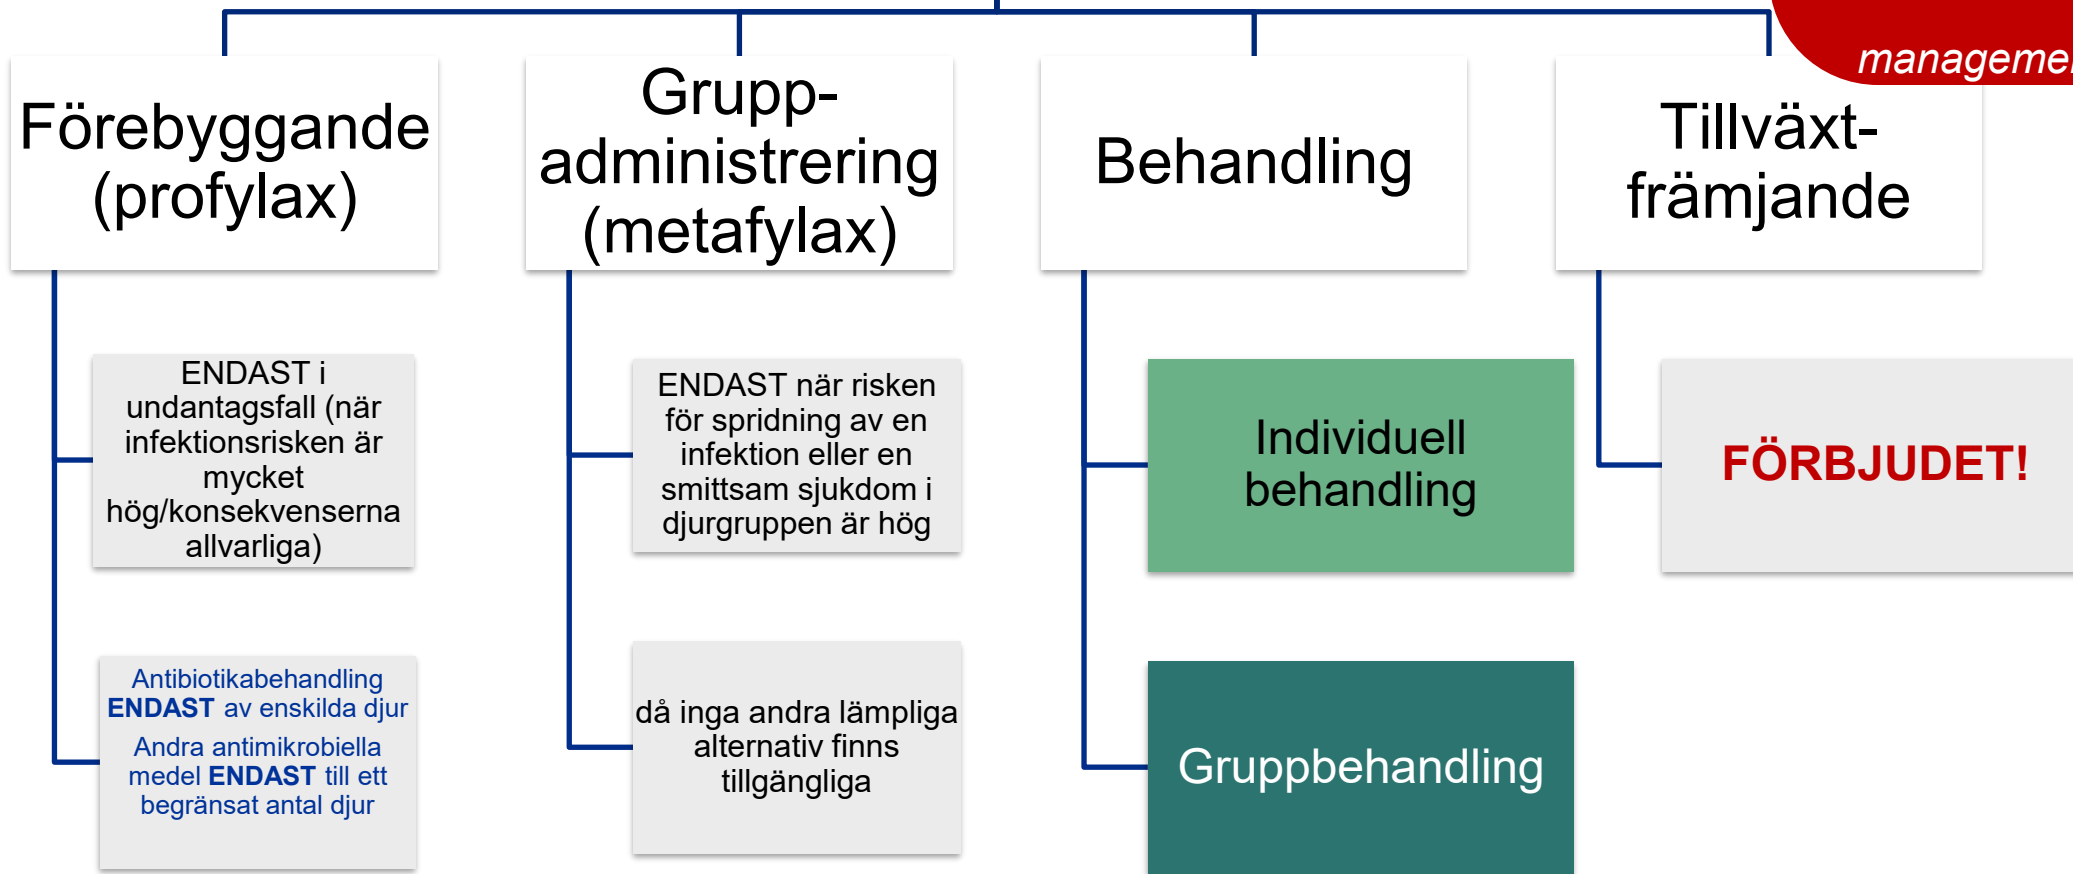 management
Förebyggande
(profylax)
Grupp-
administrering
(metafylax)
Behandling
Tillväxt-
främjande
ENDAST i
undantagsfall (när
infektionsrisken är
mycket
hög/konsekvenserna
allvarliga)
ENDAST när risken
för spridning av en
infektion eller en
smittsam sjukdom i
djurgruppen är hög
Individuell
behandling
FÖRBJUDET!
Antibiotikabehandling
ENDAST av enskilda djur
Andra antimikrobiella
medel ENDAST till ett
begränsat antal djur
då inga andra lämpliga
alternativ finns
tillgängliga
Gruppbehandling